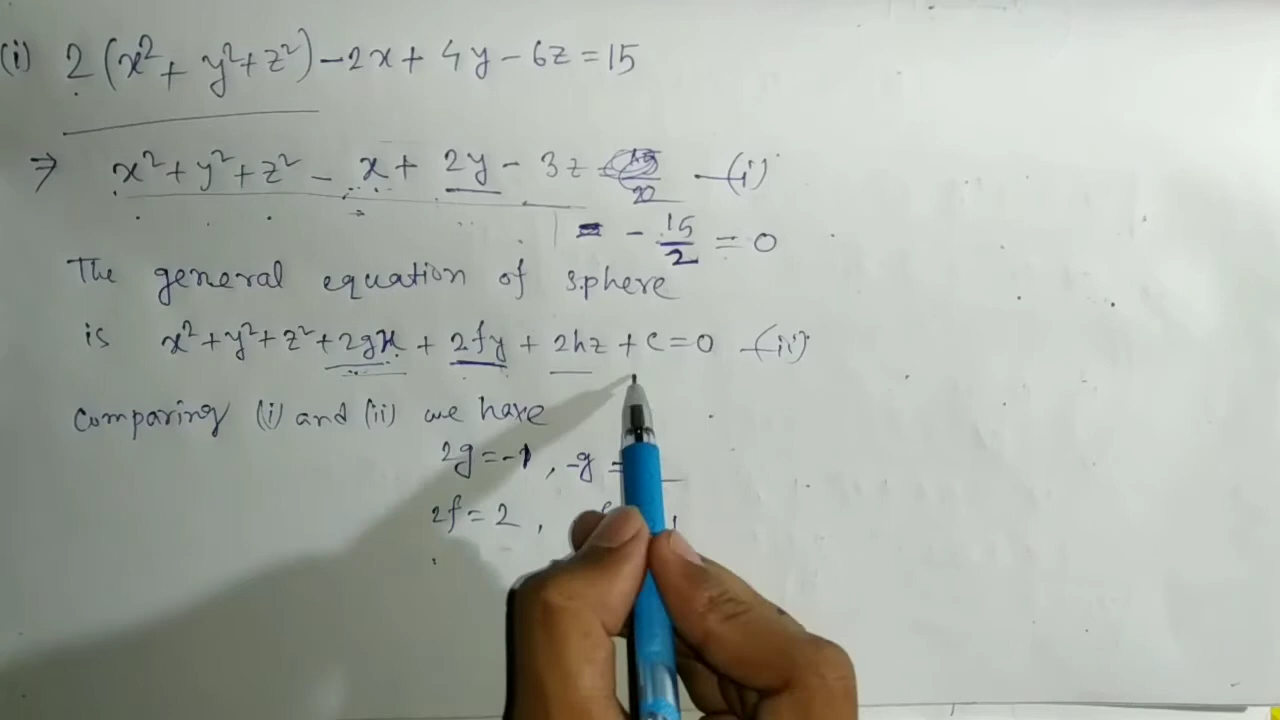 (i) 2(x²+ y²+z²)-2x+ 4y-6z=15
⇒ x²+y²+z² - x+ 2y- 3z —(i)
- 15/2 = 0
The general equation of sphere
is x²+y²+z²+2gx + 2fy + 2hz +c=0 —(ii)
Comparing (i) and (ii) we have
2g=-1, -g =
2f=2,